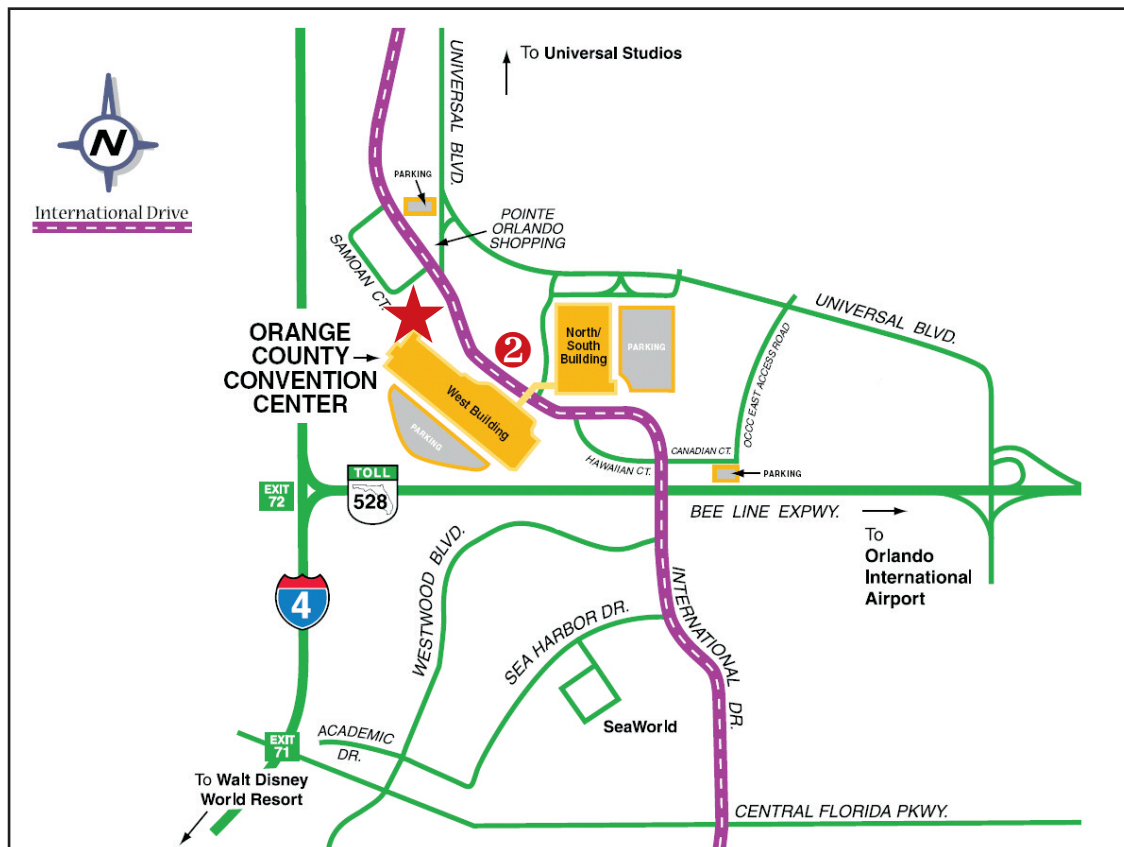 To Universal Studios
UNIVERSAL BLVD.
N
International Drive
PARKING
POINTE
ORLANDO
SHOPPING
SAMOAN CT.
UNIVERSAL BLVD.
ORANGE
COUNTY
CONVENTION
CENTER
2
North/
South
Building
PARKING
OCCC EAST ACCESS ROAD
West Building
PARKING
HAWAIIAN CT.
CANADIAN CT.
PARKING
EXIT
72
TOLL
528
BEE LINE EXPWY.
To
Orlando
International
Airport
4
WESTWOOD BLVD.
SEA HARBOR DR.
INTERNATIONAL DR.
SeaWorld
EXIT
71
ACADEMIC
DR.
To Walt Disney
World Resort
CENTRAL FLORIDA PKWY.